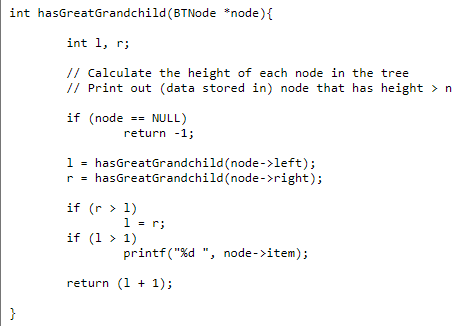 int hasGreatGrandchild(BTNode *node){
int l, r;
// Calculate the height of each node in the tree
// Print out (data stored in) node that has height > n
if (node == NULL)
return -1;
l = hasGreatGrandchild(node->left);
r = hasGreatGrandchild(node->right);
if (r > l)
l = r;
if (l > 1)
printf("%d ", node->item);
return (l + 1);
}